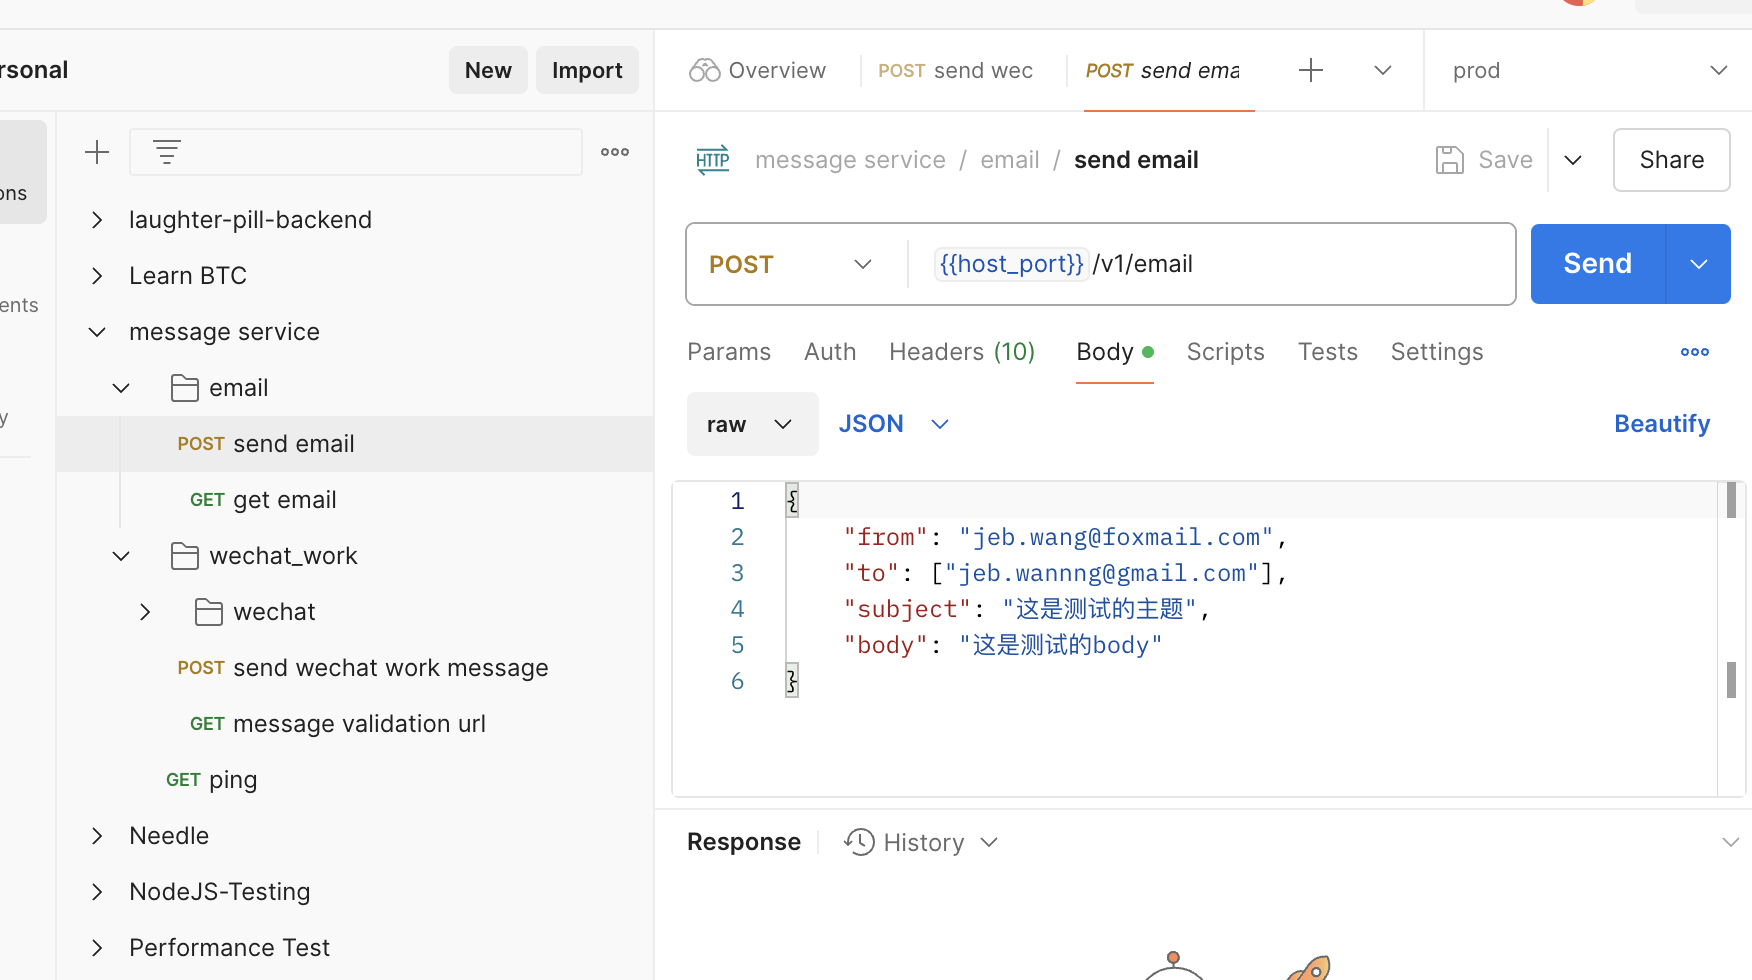 rsonal
New
Import
Overview
POST send wec
POST send ema
prod
ons
ents
y
laughter-pill-backend
Learn BTC
message service
email
POST send email
GET get email
wechat_work
wechat
POST send wechat work message
GET message validation url
GET ping
Needle
NodeJS-Testing
Performance Test
HTTP message service / email / send email
Save
Share
POST
{{host_port}}/v1/email
Send
Params Auth Headers (10) Body Scripts Tests Settings
raw
JSON
Beautify
1 {
2 "from": "jeb.wang@foxmail.com",
3 "to": ["jeb.wannng@gmail.com"],
4 "subject": "这是测试的主题",
5 "body": "这是测试的body"
6 }
Response
History